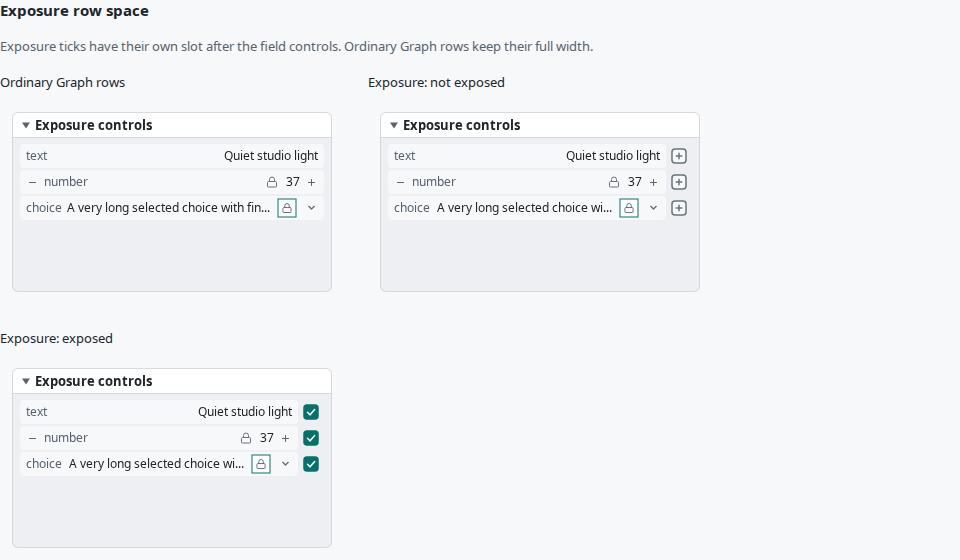 Exposure row space
Exposure ticks have their own slot after the field controls. Ordinary Graph rows keep their full width.
Ordinary Graph rows
Exposure controls
text Quiet studio light
− number 37 +
choice A very long selected choice with fin...
Exposure: not exposed
Exposure controls
text Quiet studio light
− number 37 +
choice A very long selected choice wi...
Exposure: exposed
Exposure controls
text Quiet studio light
− number 37 +
choice A very long selected choice wi...